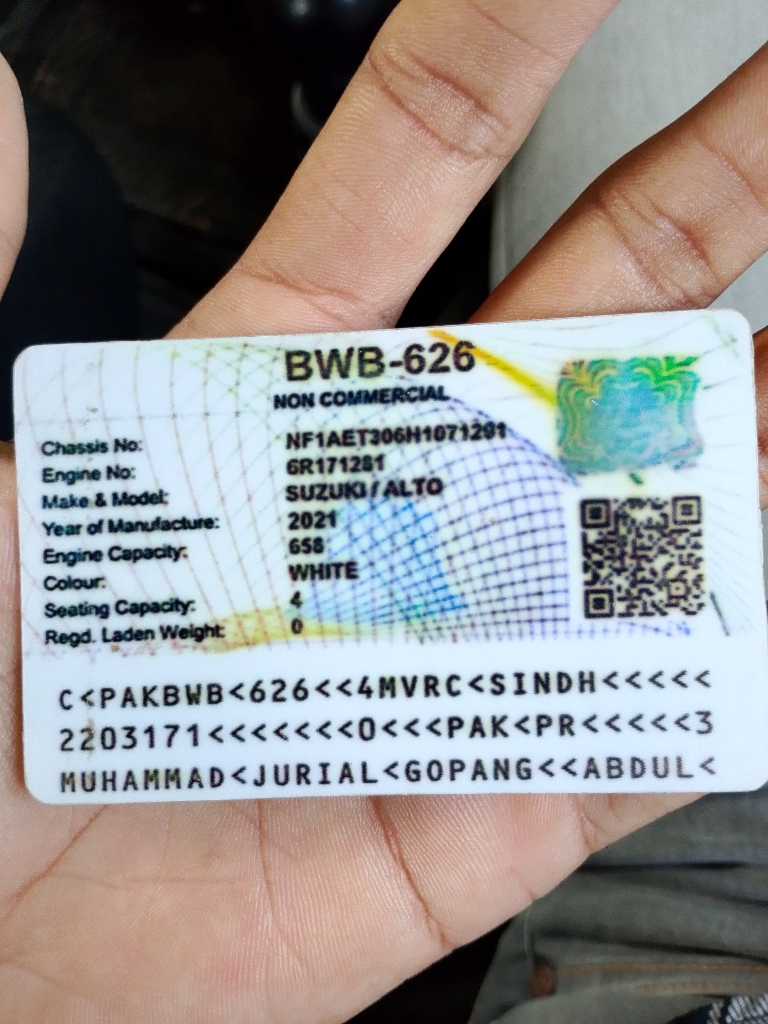 BWB-626
NON COMMERCIAL
Chassis No: NF1AET306H1071291
Engine No: 6R171281
Make & Model: SUZUKI / ALTO
Year of Manufacture: 2021
Engine Capacity: 658
Colour: WHITE
Seating Capacity: 4
Regd. Laden Weight: 0
C<PAKBWB<626<<4MVRC<SINDH<<<<<
2203171<<<<<<<0<<<PAK<PR<<<<<3
MUHAMMAD<JURIAL<GOPANG<<ABDUL<